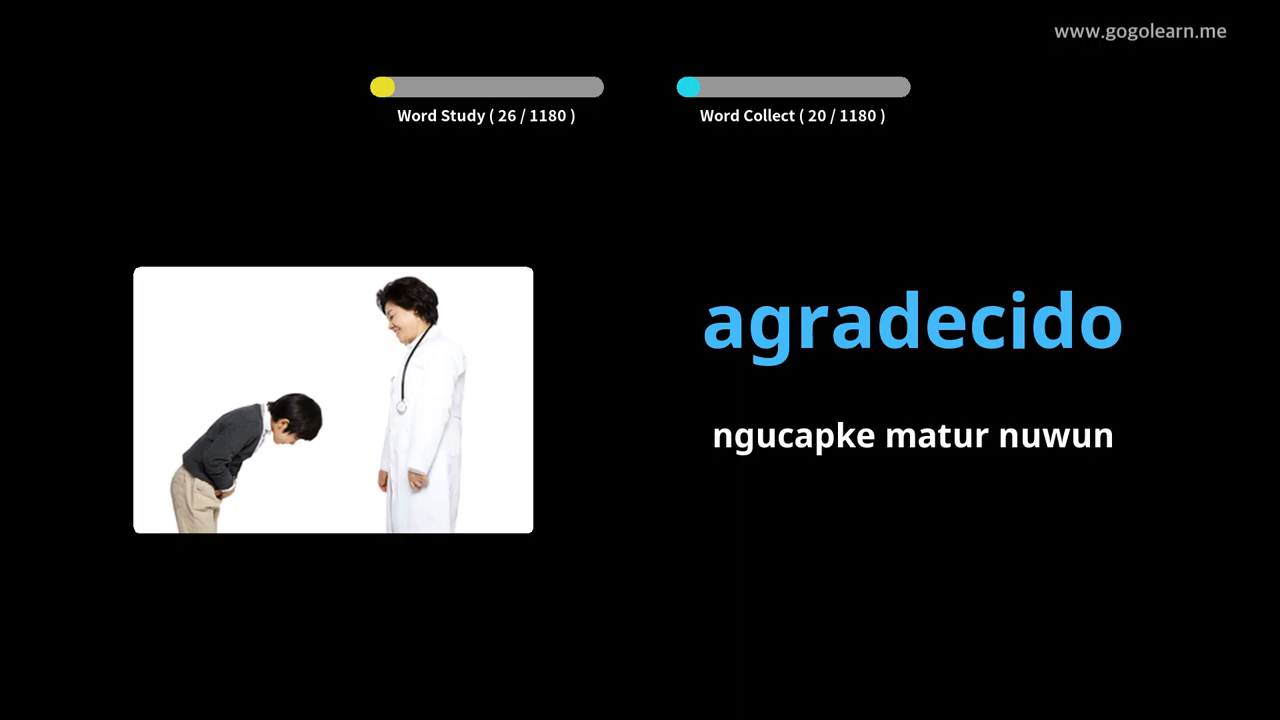 www.gogolearn.me
Word Study ( 26 / 1180 )
Word Collect ( 20 / 1180 )
agradecido
ngucapke matur nuwun